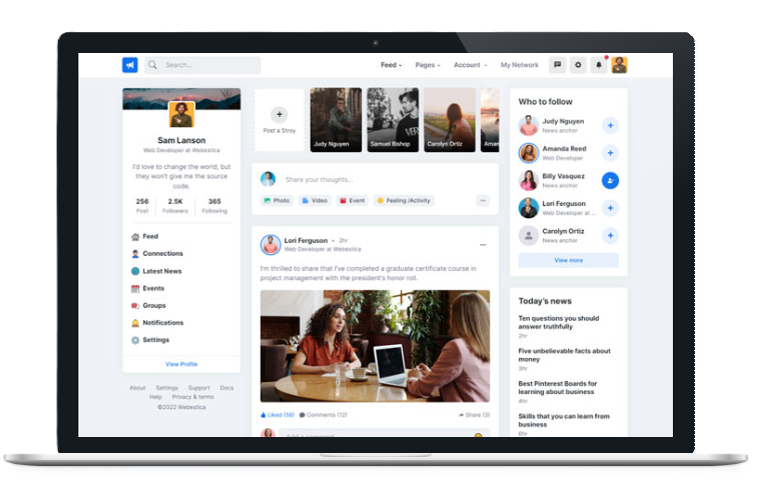 Search...
Feed
Pages
Account
My Network
Sam Lanson
Web Developer at Webestica
I'd love to change the world, but
they won't give me the source
code.
256
2.5K
365
Post
Followers
Following
Feed
Connections
Latest News
Events
Groups
Notifications
Settings
View Profile
About Settings Support Docs
Help Privacy & terms
©2022 Webestica
Post a Stroy
Judy Nguyen
Samuel Bishop
Carolyn Ortiz
Aman
Share your thoughts...
Photo
Video
Event
Feeling /Activity
Lori Ferguson • 2hr
Web Developer at Webestica
I'm thrilled to share that I've completed a graduate certificate course in
project management with the president's honor roll.
Liked (56)
Comments (12)
Share (3)
Add a comment
Who to follow
Judy Nguyen
News anchor
Amanda Reed
Web Developer
Billy Vasquez
News anchor
Lori Ferguson
Web Developer at ...
Carolyn Ortiz
News anchor
View more
Today's news
Ten questions you should
answer truthfully
2hr
Five unbelievable facts about
money
3hr
Best Pinterest Boards for
learning about business
4hr
Skills that you can learn from
business
6hr